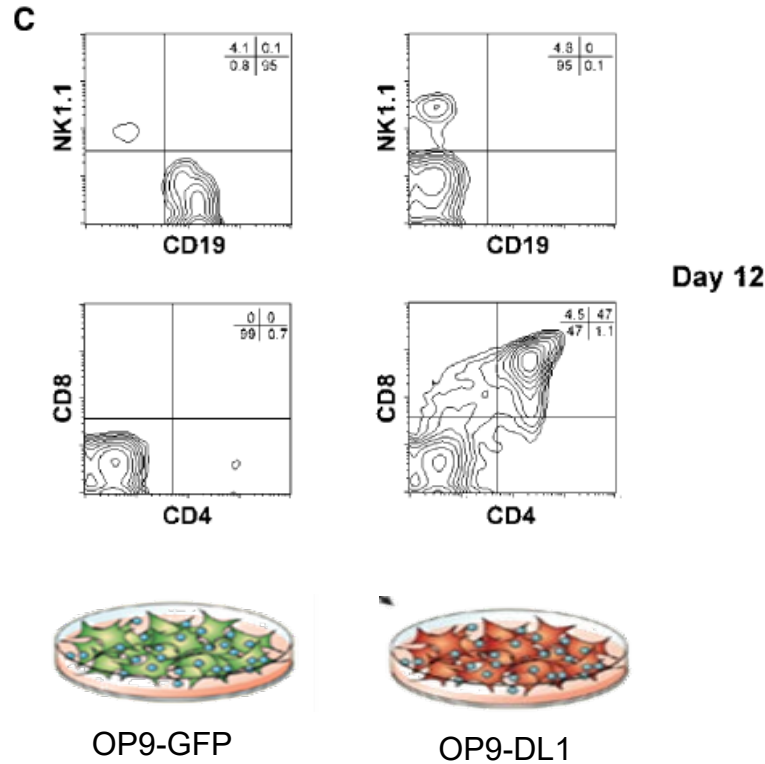 C
4.1 0.1
0.8 95
NK1.1
CD19
4.8 0
95 0.1
NK1.1
CD19
Day 12
0 0
99 0.7
CD8
CD4
4.5 47
47 1.1
CD8
CD4
OP9-GFP
OP9-DL1